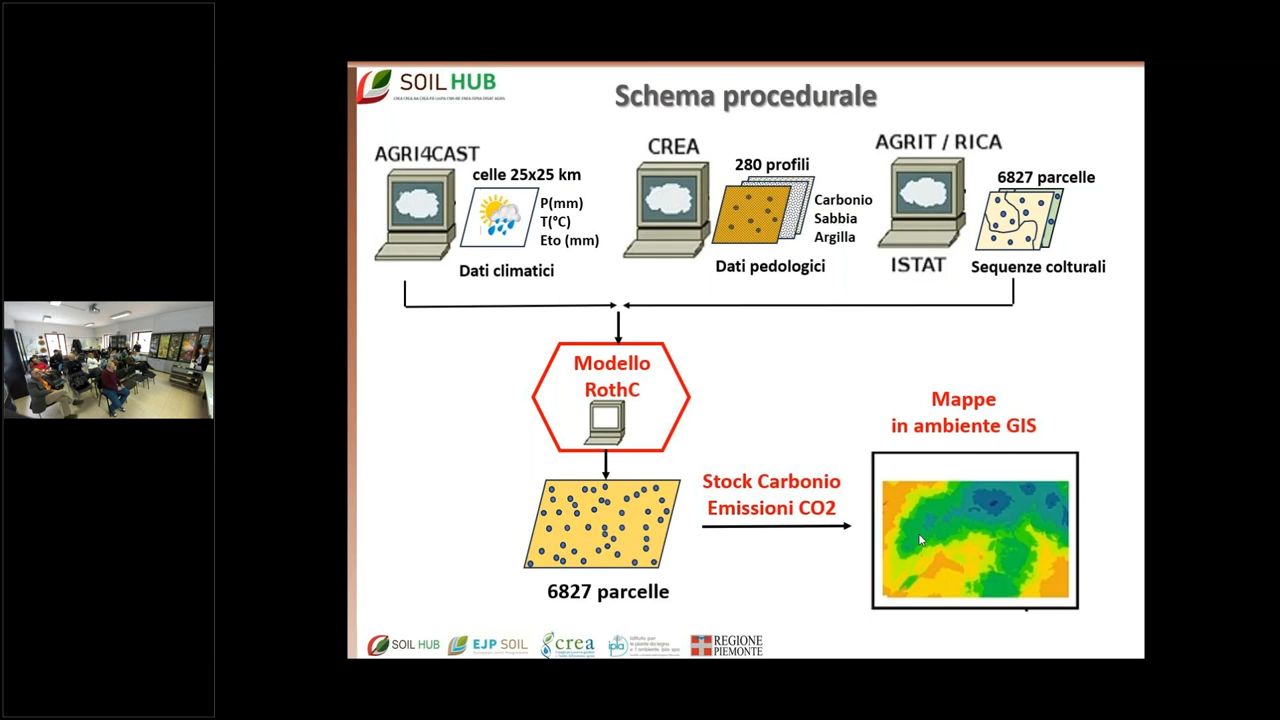 SOIL HUB
Schema procedurale
AGRI4CAST
celle 25x25 km
P(mm)
T(°C)
Eto (mm)
Dati climatici
CREA
280 profili
Carbonio
Sabbia
Argilla
Dati pedologici
AGRIT / RICA
6827 parcelle
ISTAT
Sequenze colturali
Modello
RothC
Mappe
in ambiente GIS
Stock Carbonio
Emissioni CO2
6827 parcelle
SOIL HUB
EJP SOIL
crea
ipla
REGIONE
PIEMONTE